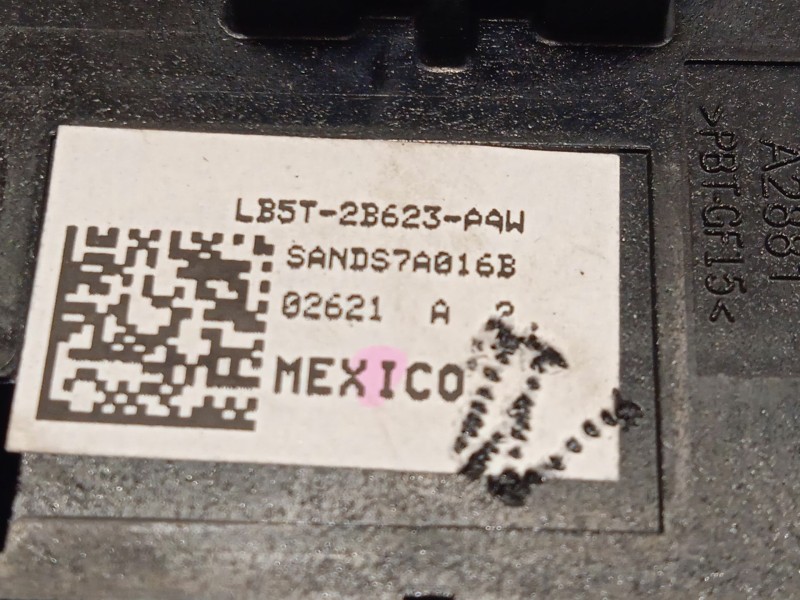 LB5T-2B623-AAW
SANDS7A016B
02621 A 2
MEXICO
A2881
>PBT-GF15<